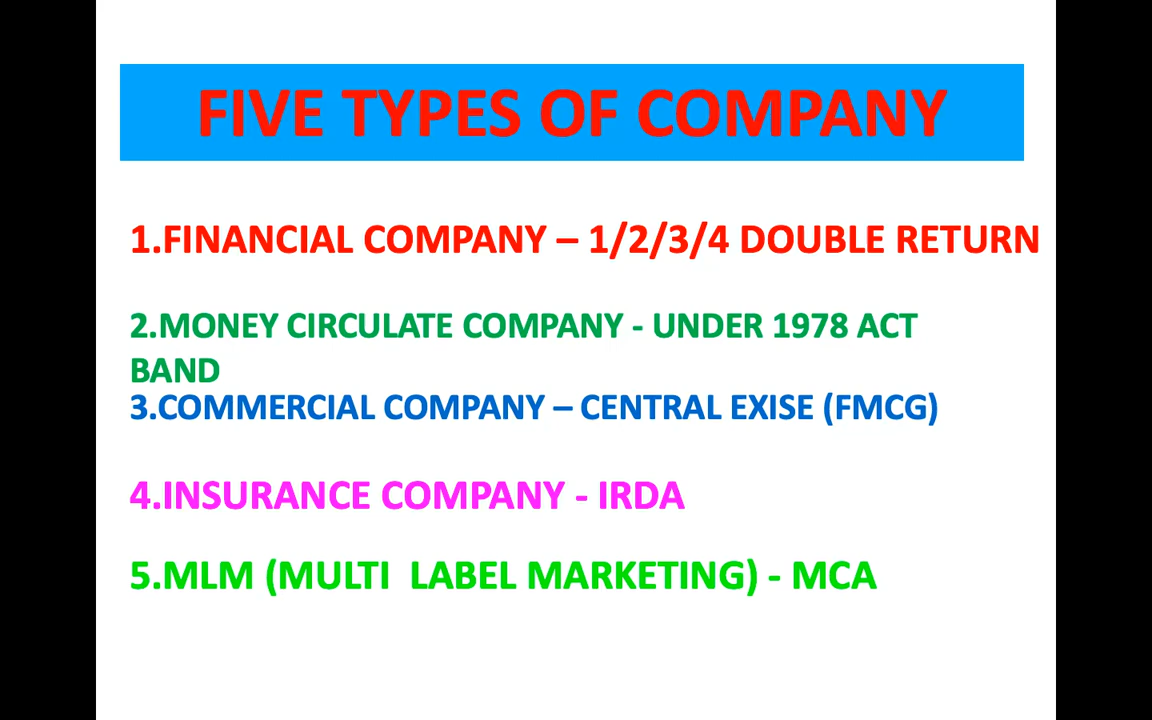 FIVE TYPES OF COMPANY
1.FINANCIAL COMPANY – 1/2/3/4 DOUBLE RETURN
2.MONEY CIRCULATE COMPANY - UNDER 1978 ACT
BAND
3.COMMERCIAL COMPANY – CENTRAL EXISE (FMCG)
4.INSURANCE COMPANY - IRDA
5.MLM (MULTI  LABEL MARKETING) - MCA